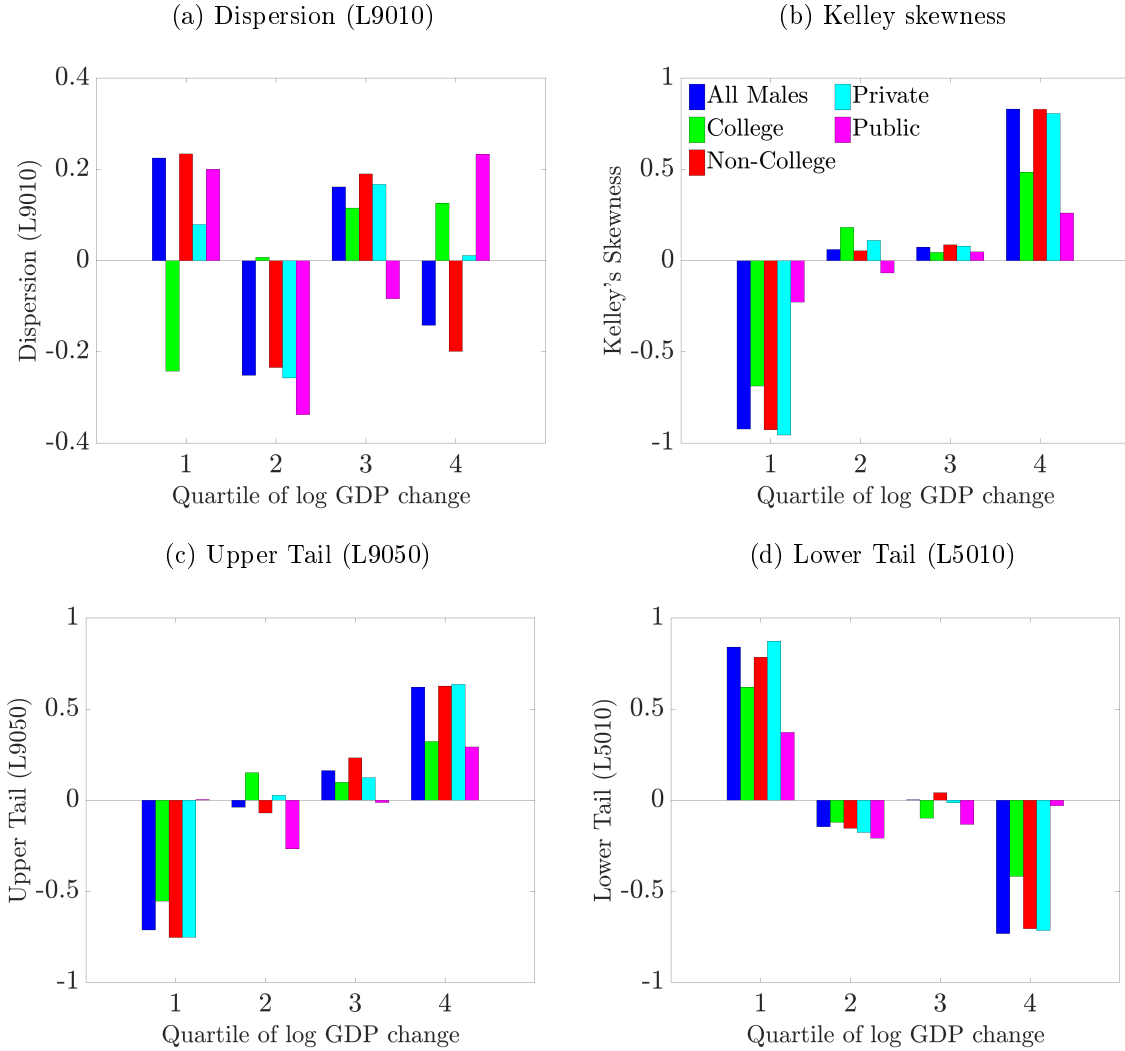 (a) Dispersion (L9010)
0.4
0.2
0
-0.2
-0.4
Dispersion (L9010)
1 2 3 4
Quartile of log GDP change
(b) Kelley skewness
1
0.5
0
-0.5
-1
Kelley's Skewness
All Males Private
College Public
Non-College
1 2 3 4
Quartile of log GDP change
(c) Upper Tail (L9050)
1
0.5
0
-0.5
-1
Upper Tail (L9050)
1 2 3 4
Quartile of log GDP change
(d) Lower Tail (L5010)
1
0.5
0
-0.5
-1
Lower Tail (L5010)
1 2 3 4
Quartile of log GDP change